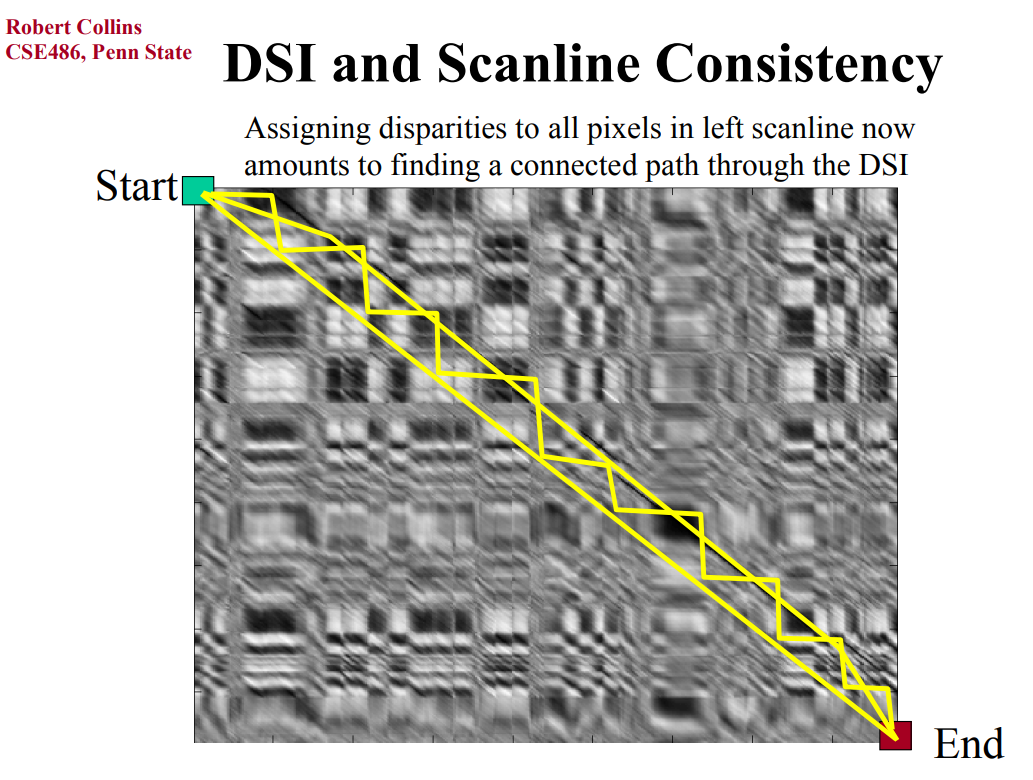 Robert Collins
CSE486, Penn State
DSI and Scanline Consistency
Assigning disparities to all pixels in left scanline now
amounts to finding a connected path through the DSI
Start
End